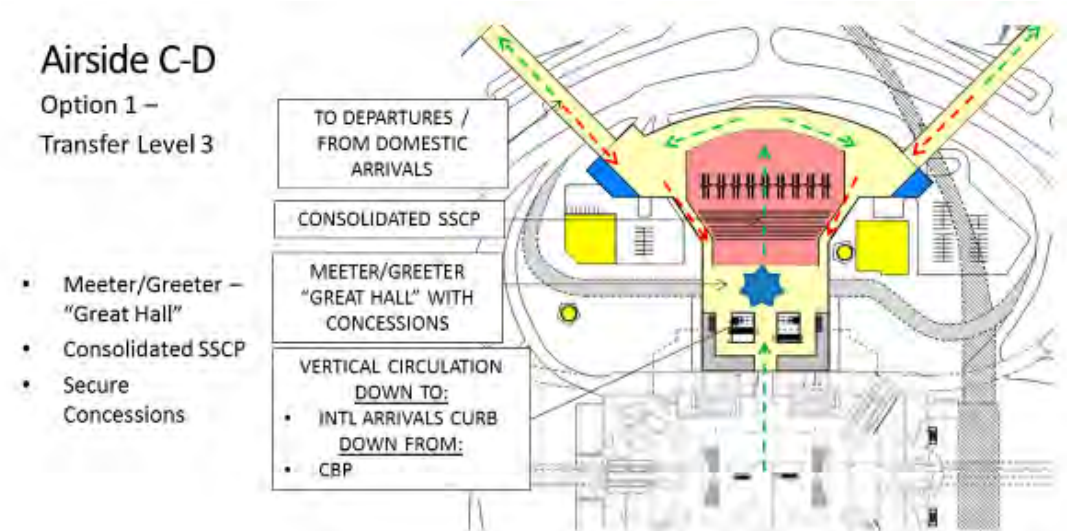 Airside C-D
Option 1 –
Transfer Level 3
• Meeter/Greeter –
“Great Hall”
• Consolidated SSCP
• Secure
Concessions
TO DEPARTURES /
FROM DOMESTIC
ARRIVALS
CONSOLIDATED SSCP
MEETER/GREETER
“GREAT HALL” WITH
CONCESSIONS
VERTICAL CIRCULATION
DOWN TO:
• INTL ARRIVALS CURB
DOWN FROM:
• CBP